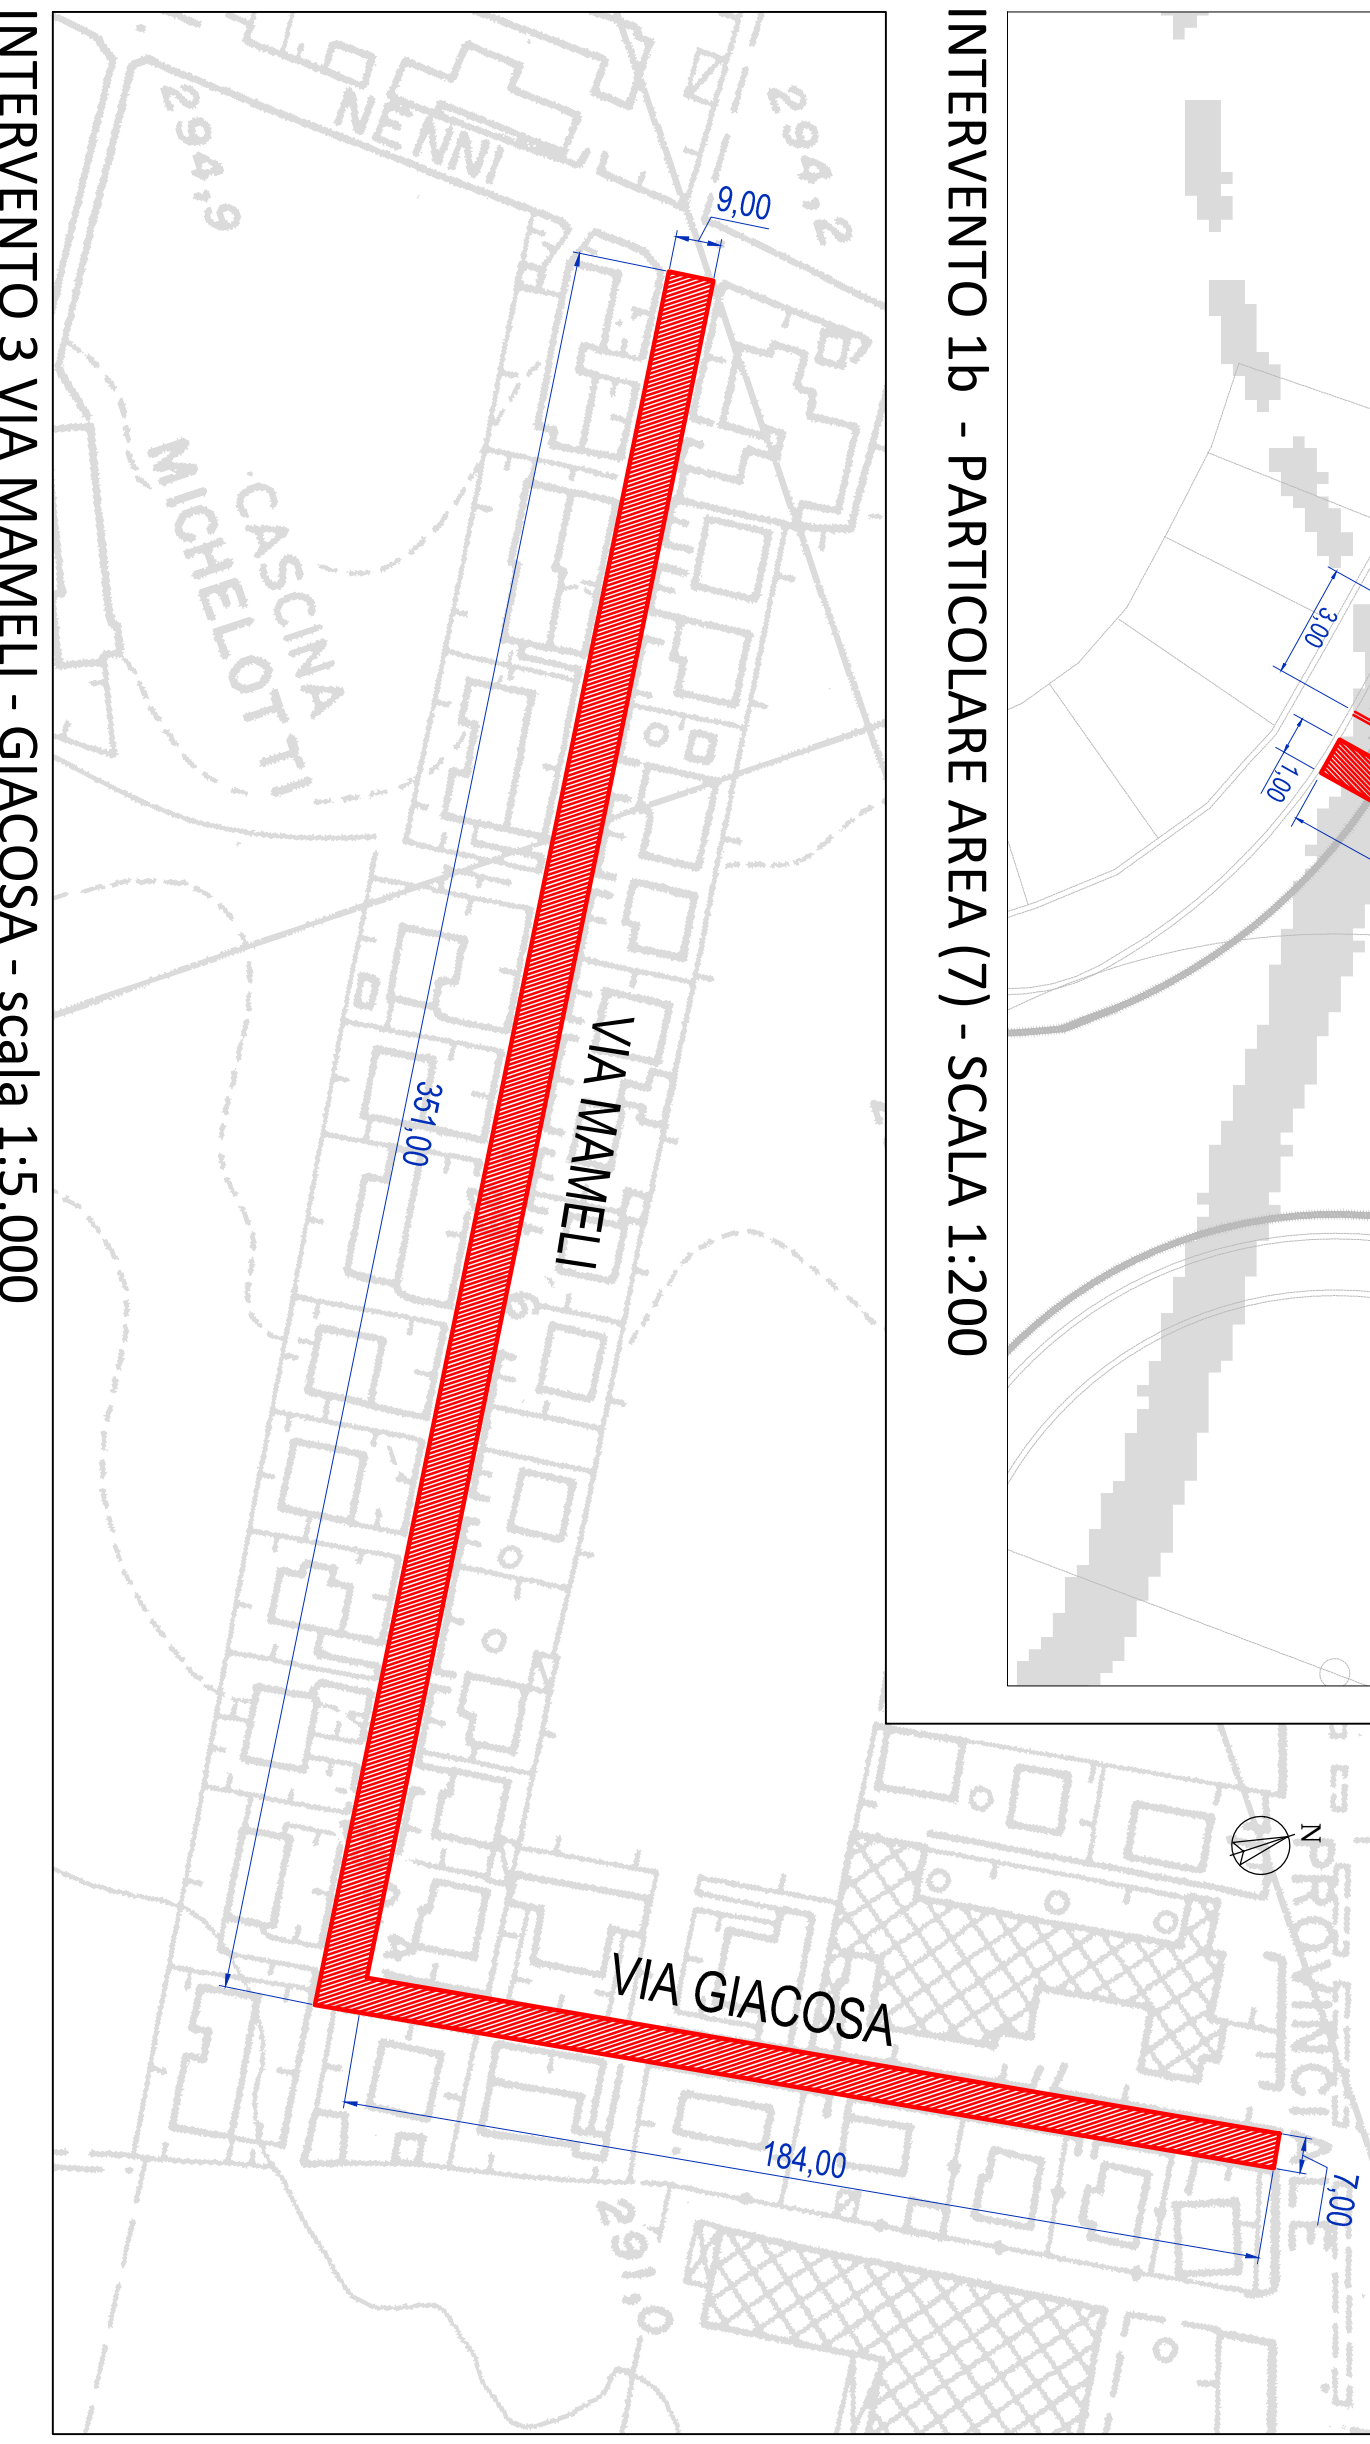 INTERVENTO 1b - PARTICOLARE AREA (7) - SCALA 1:200
3,00
1,00
294,2
NENNI
294,9
9,00
CASCINA
MICHELOTTI
351,00
VIA MAMELI
VIA GIACOSA
184,00
7,00
N
291,0
INTERVENTO 3 VIA MAMELI - GIACOSA - scala 1:5.000